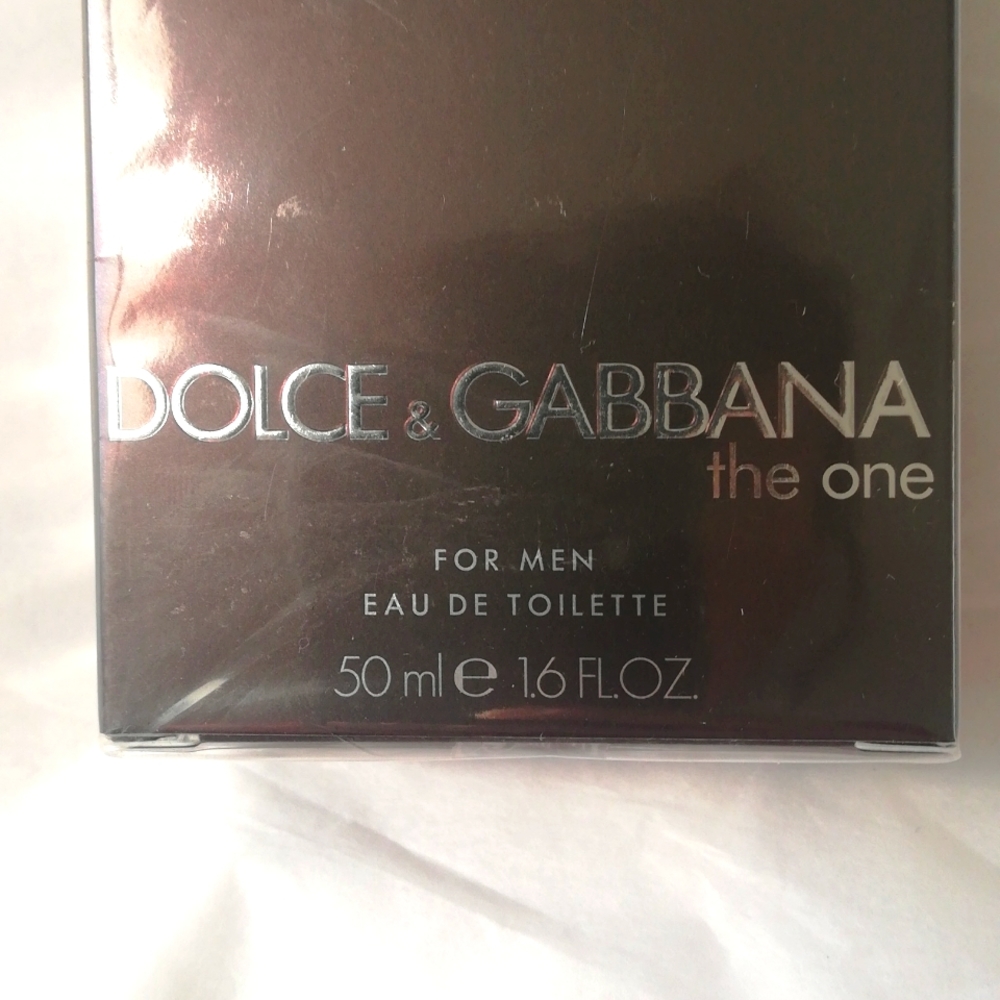 DOLCE & GABBANA
the one
FOR MEN
EAU DE TOILETTE
50 ml ℮ 1.6 FL.OZ.